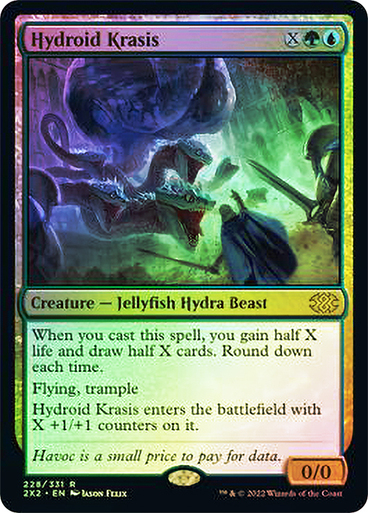 Hydroid Krasis X
Creature — Jellyfish Hydra Beast
When you cast this spell, you gain half X
life and draw half X cards. Round down
each time.
Flying, trample
Hydroid Krasis enters the battlefield with
X +1/+1 counters on it.
Havoc is a small price to pay for data.
0/0
228/331 R
2X2 • EN Jason Felix
™ & © 2022 Wizards of the Coast